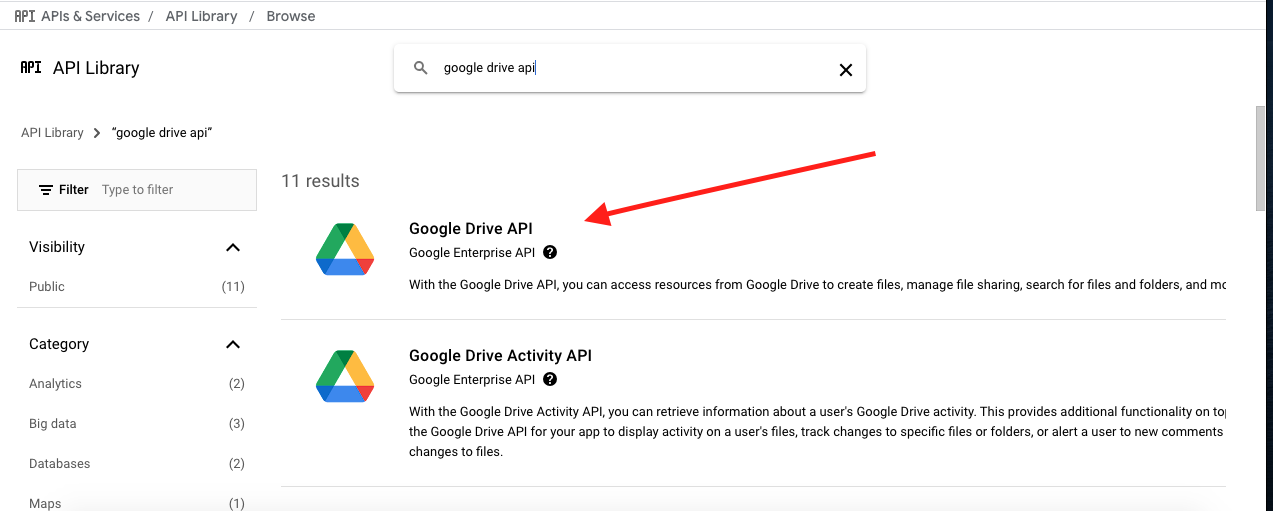 API APIs & Services / API Library / Browse
API API Library
google drive api
API Library > “google drive api”
Filter Type to filter
Visibility
Public (11)
Category
Analytics (2)
Big data (3)
Databases (2)
Maps (1)
11 results
Google Drive API
Google Enterprise API ?
With the Google Drive API, you can access resources from Google Drive to create files, manage file sharing, search for files and folders, and
Google Drive Activity API
Google Enterprise API ?
With the Google Drive Activity API, you can retrieve information about a user's Google Drive activity. This provides additional functionality on
the Google Drive API for your app to display activity on a user's files, track changes to specific files or folders, or alert a user to new comments
changes to files.